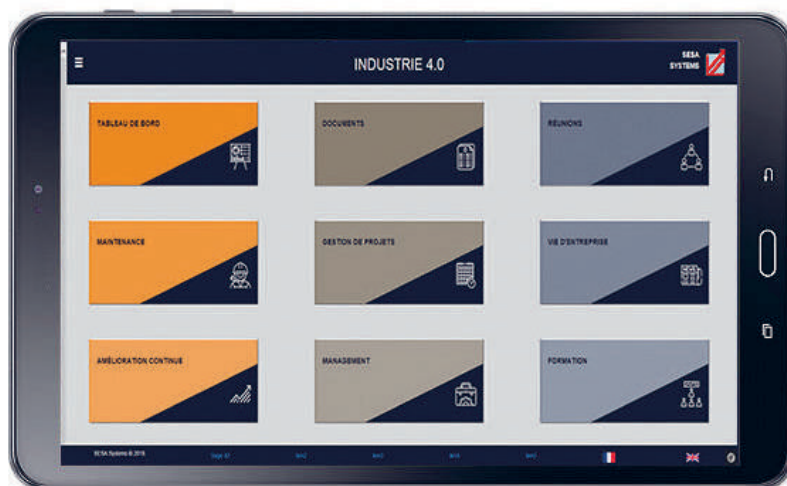 INDUSTRIE 4.0
SESA
SYSTEMS
TABLEAU DE BORD
DOCUMENTS
RÉUNIONS
MAINTENANCE
GESTION DE PROJETS
VIE D'ENTREPRISE
AMÉLIORATION CONTINUE
MANAGEMENT
FORMATION
SESA Systems © 2018